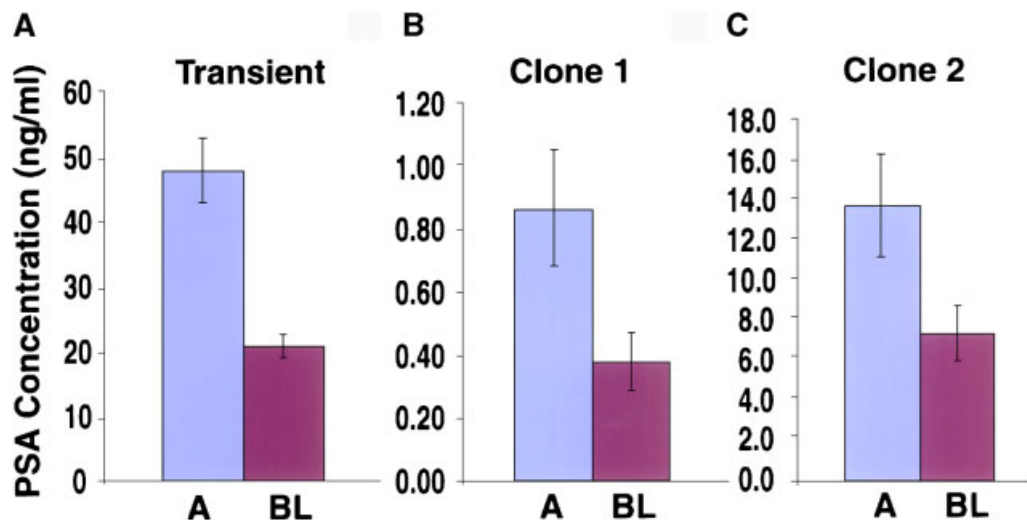 A
Transient
PSA Concentration (ng/ml)
60
50
40
30
20
10
0
A BL
B
Clone 1
1.20
1.00
0.80
0.60
0.40
0.20
0.00
A BL
C
Clone 2
18.0
16.0
14.0
12.0
10.0
8.0
6.0
4.0
2.0
0.0
A BL